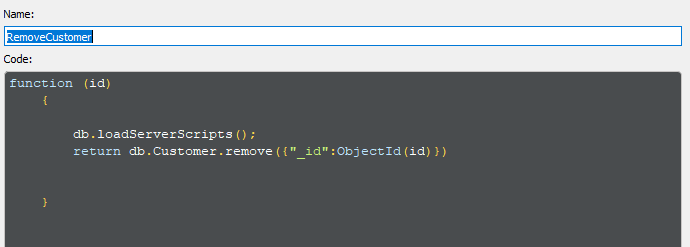 Name:
RemoveCustomer
Code:
function (id)
{
db.loadServerScripts();
return db.Customer.remove({"_id":ObjectId(id)})
}